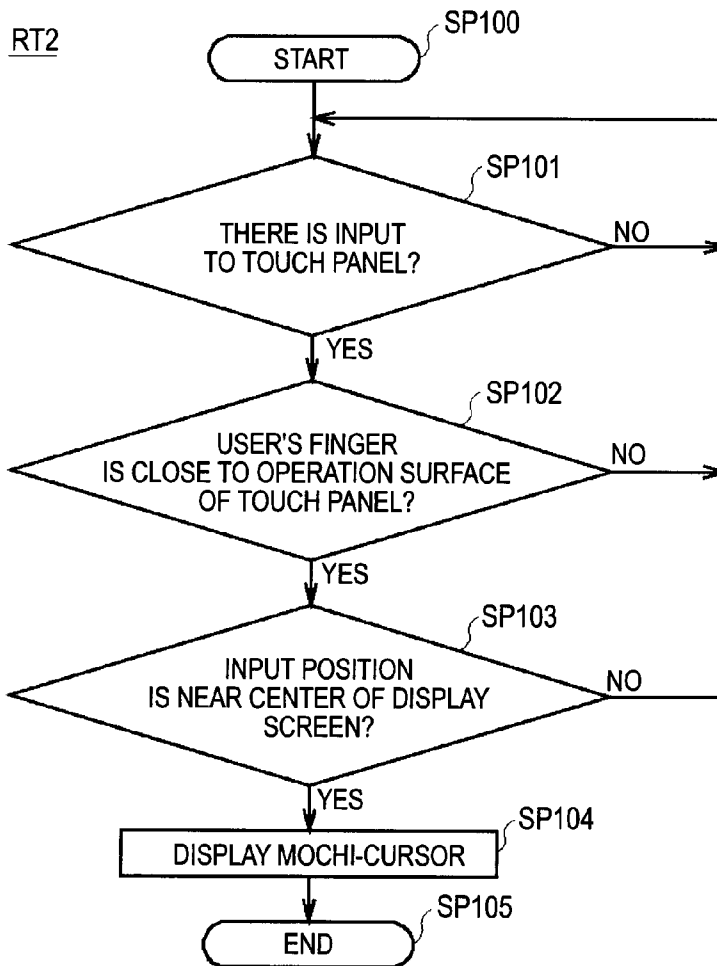 RT2
SP100
START
SP101
THERE IS INPUT
TO TOUCH PANEL?
NO
YES
SP102
USER'S FINGER
IS CLOSE TO OPERATION SURFACE
OF TOUCH PANEL?
NO
YES
SP103
INPUT POSITION
IS NEAR CENTER OF DISPLAY
SCREEN?
NO
YES
SP104
DISPLAY MOCHI-CURSOR
SP105
END